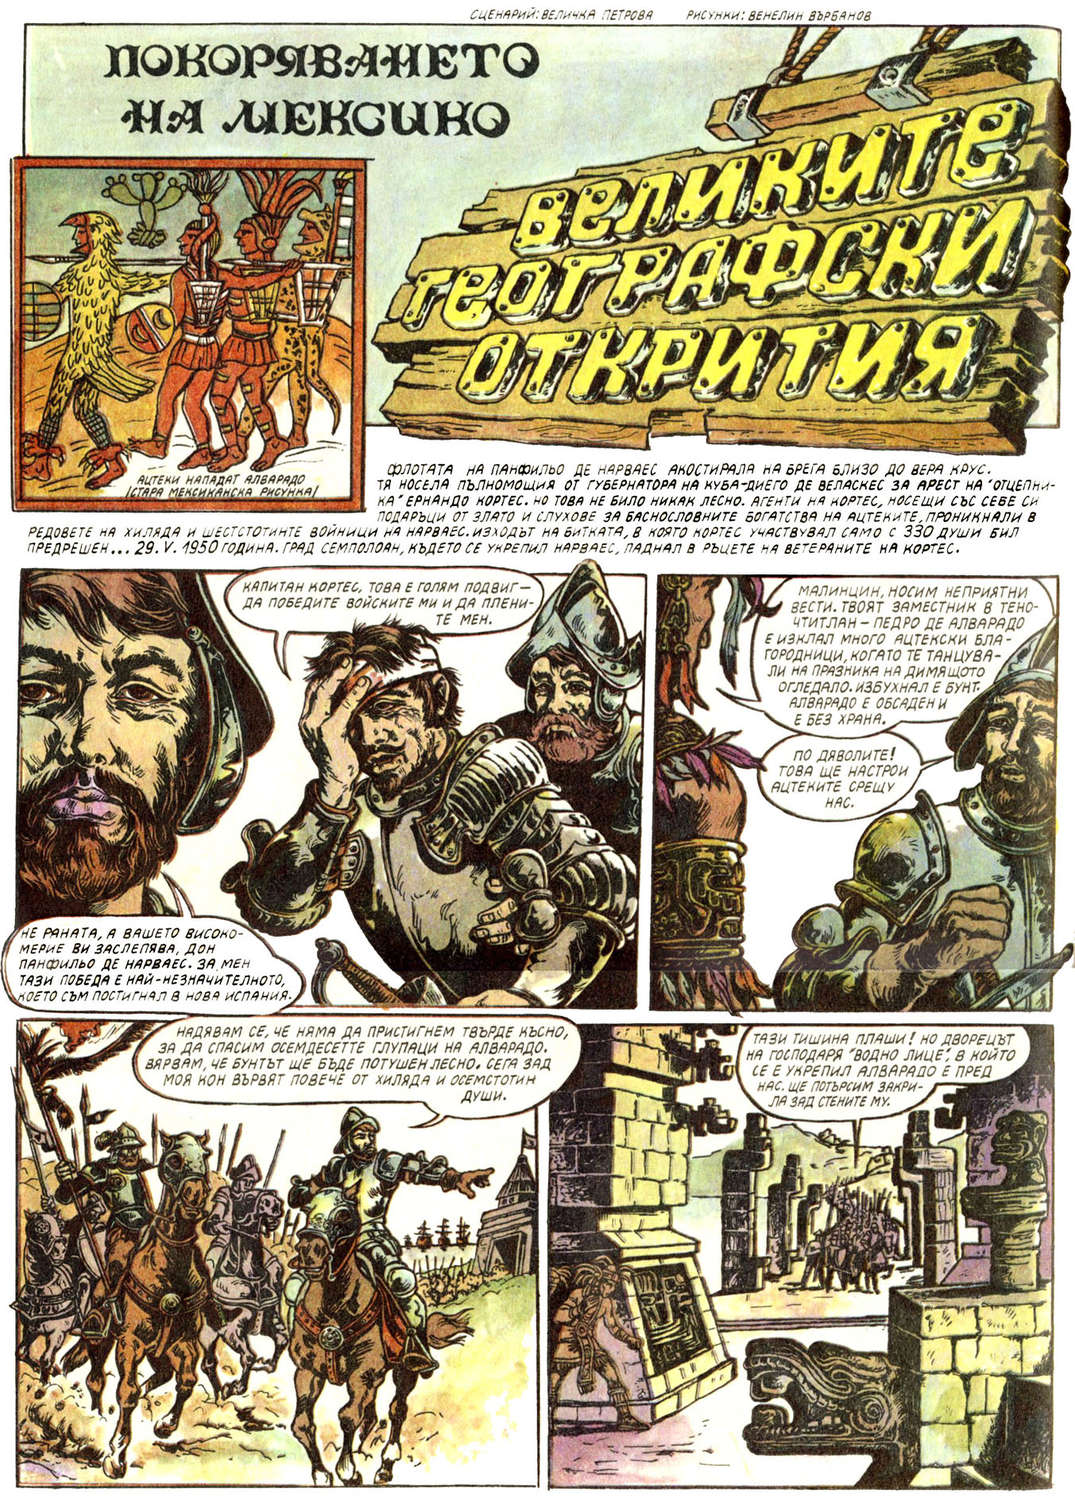 СЦЕНАРИЙ: ВЕЛИЧКА ПЕТРОВА РИСУНКИ: ВЕНЕЛИН ВЪРБАНОВ
ПОКОРЯВАНЕТО
НА МЕКСИКО
ВЕЛИКИТЕ
ГЕОГРАФСКИ
ОТКРИТИЯ
АЦТЕКИ НАПАДАТ АЛВАРАДО
/СТАРА МЕКСИКАНСКА РИСУНКА/
ФЛОТАТА НА ПАНФИЛЬО ДЕ НАРВАЕС АКОСТИРАЛА НА БРЕГА БЛИЗО ДО ВЕРА КРУС.
ТЯ НОСЕЛА ПЪЛНОМОЩИЯ ОТ ГУБЕРНАТОРА НА КУБА-ДИЕГО ДЕ ВЕЛАСКЕС ЗА АРЕСТ НА "ОТЦЕПНИ-
КА" ЕРНАНДО КОРТЕС. НО ТОВА НЕ БИЛО НИКАК ЛЕСНО. АГЕНТИ НА КОРТЕС, НОСЕЩИ СЪС СЕБЕ СИ
ПОДАРЪЦИ ОТ ЗЛАТО И СЛУХОВЕ ЗА БАСНОСЛОВНИТЕ БОГАТСТВА НА АЦТЕКИТЕ, ПРОНИКНАЛИ В
РЕДОВЕТЕ НА ХИЛЯДА И ШЕСТСТОТИНТЕ ВОЙНИЦИ НА НАРВАЕС. ИЗХОДЪТ НА БИТКАТА, В КОЯТО КОРТЕС УЧАСТВУВАЛ САМО С 330 ДУШИ БИЛ
ПРЕДРЕШЕН... 29. V. 1950 ГОДИНА. ГРАД СЕМПОЛОАН, КЪДЕТО СЕ УКРЕПИЛ НАРВАЕС, ПАДНАЛ В РЪЦЕТЕ НА ВЕТЕРАНИТЕ НА КОРТЕС.
КАПИТАН КОРТЕС, ТОВА Е ГОЛЯМ ПОДВИГ-
ДА ПОБЕДИТЕ ВОЙСКИТЕ МИ И ДА ПЛЕНИ-
ТЕ МЕН.
НЕ РАНАТА, А ВАШЕТО ВИСОКО-
МЕРИЕ ВИ ЗАСЛЕПЯВА, ДОН
ПАНФИЛЬО ДЕ НАРВАЕС. ЗА МЕН
ТАЗИ ПОБЕДА Е НАЙ-НЕЗНАЧИТЕЛНОТО,
КОЕТО СЪМ ПОСТИГНАЛ В НОВА ИСПАНИЯ.
МАЛИНЦИН, НОСИМ НЕПРИЯТНИ
ВЕСТИ. ТВОЯТ ЗАМЕСТНИК В ТЕНО-
ЧТИТЛАН - ПЕДРО ДЕ АЛВАРАДО
Е ИЗКЛАЛ МНОГО АЦТЕКСКИ БЛА-
ГОРОДНИЦИ, КОГАТО ТЕ ТАНЦУВА-
ЛИ НА ПРАЗНИКА НА ДИМЯЩОТО
ОГЛЕДАЛО. ИЗБУХНАЛ Е БУНТ.
АЛВАРАДО Е ОБСАДЕН И
Е БЕЗ ХРАНА.
ПО ДЯВОЛИТЕ!
ТОВА ЩЕ НАСТРОИ
АЦТЕКИТЕ СРЕЩУ
НАС.
НАДЯВАМ СЕ, ЧЕ НЯМА ДА ПРИСТИГНЕМ ТВЪРДЕ КЪСНО,
ЗА ДА СПАСИМ ОСЕМДЕСЕТТЕ ГЛУПАЦИ НА АЛВАРАДО.
ВЯРВАМ, ЧЕ БУНТЪТ ЩЕ БЪДЕ ПОТУШЕН ЛЕСНО. СЕГА ЗАД
МОЯ КОН ВЪРВЯТ ПОВЕЧЕ ОТ ХИЛЯДА И ОСЕМСТОТИН
ДУШИ.
ТАЗИ ТИШИНА ПЛАШИ! НО ДВОРЕЦЪТ
НА ГОСПОДАРЯ "ВОДНО ЛИЦЕ", В КОЙТО
СЕ Е УКРЕПИЛ АЛВАРАДО Е ПРЕД
НАС. ЩЕ ПОТЪРСИМ ЗАКРИ-
ЛА ЗАД СТЕНИТЕ МУ.